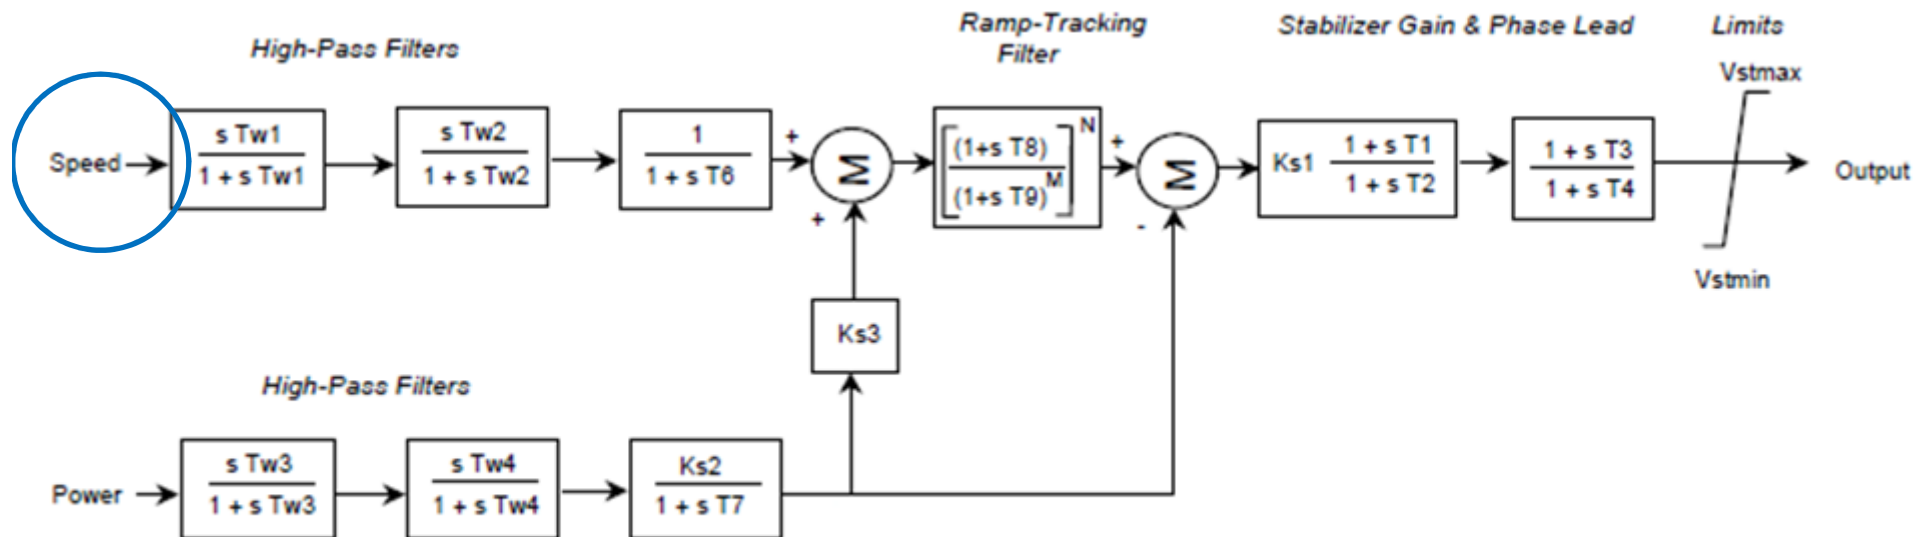 Ramp-Tracking
Filter
Stabilizer Gain & Phase Lead
Limits
High-Pass Filters
Vstmax
Speed
s Tw1
1 + s Tw1
s Tw2
1 + s Tw2
1
1 + s T6
+
+
Σ
(1+s T8)
(1+s T9)
M
N
+
-
Σ
Ks1
1 + s T1
1 + s T2
1 + s T3
1 + s T4
Output
Vstmin
Ks3
High-Pass Filters
Power
s Tw3
1 + s Tw3
s Tw4
1 + s Tw4
Ks2
1 + s T7